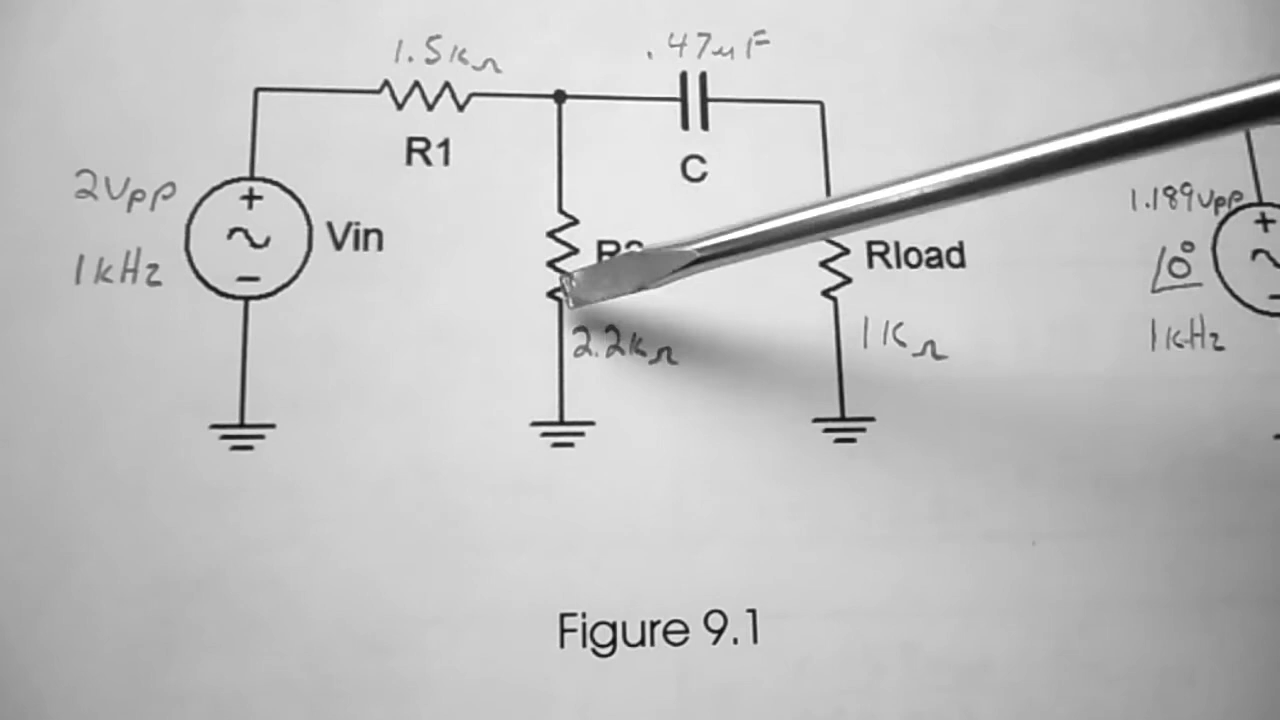 1.5kΩ
.47uF
R1
C
2Vpp
1kHz
+
~
−
Vin
2.2kΩ
Rload
1KΩ
1.189Vpp
/0°
1kHz
+
Figure 9.1